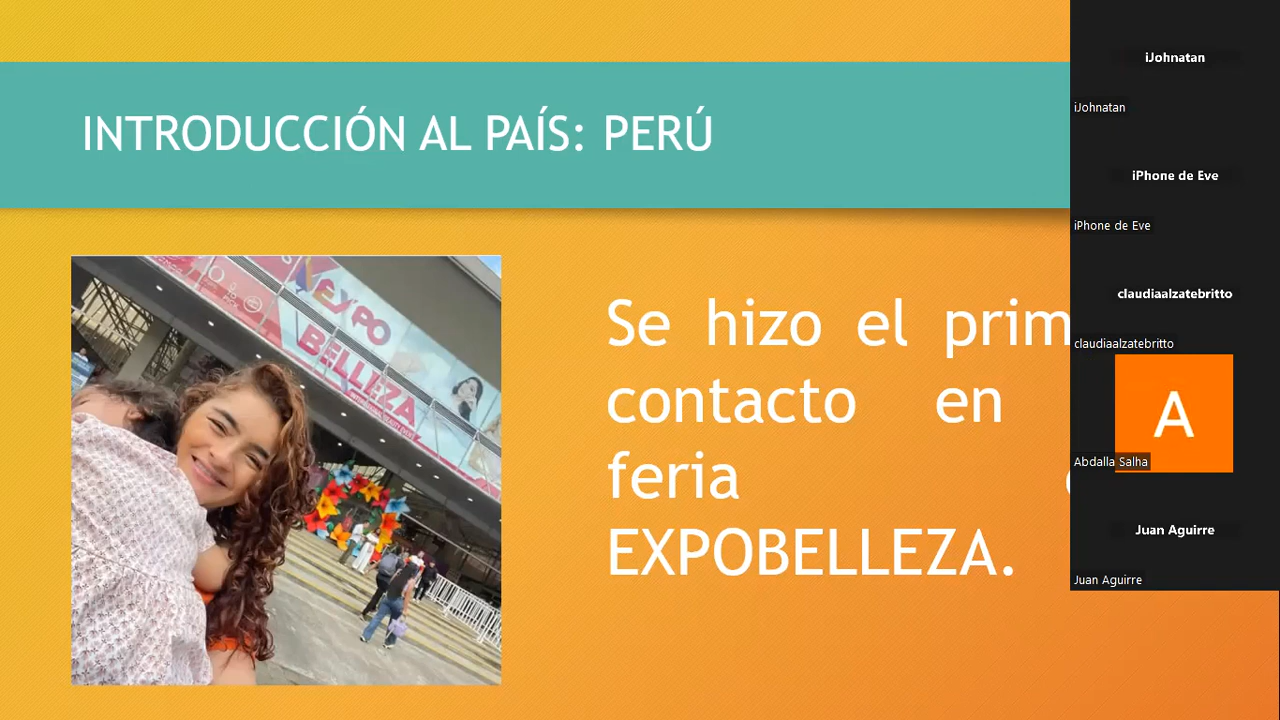 INTRODUCCIÓN AL PAÍS: PERÚ
expo
BELLEZA
Se hizo el prim
contacto en
feria
EXPOBELLEZA.
iJohnatan
iJohnatan
iPhone de Eve
iPhone de Eve
claudiaalzatebritto
claudiaalzatebritto
A
Abdalla Salha
Juan Aguirre
Juan Aguirre